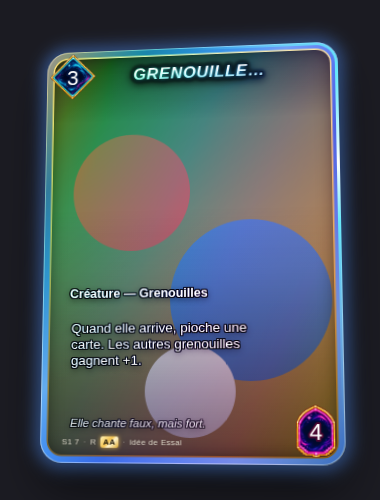 3
GRENOUILLE…
Créature — Grenouilles
Quand elle arrive, pioche une
carte. Les autres grenouilles
gagnent +1.
Elle chante faux, mais fort.
S1 7 · R AA Idée de Essai
4